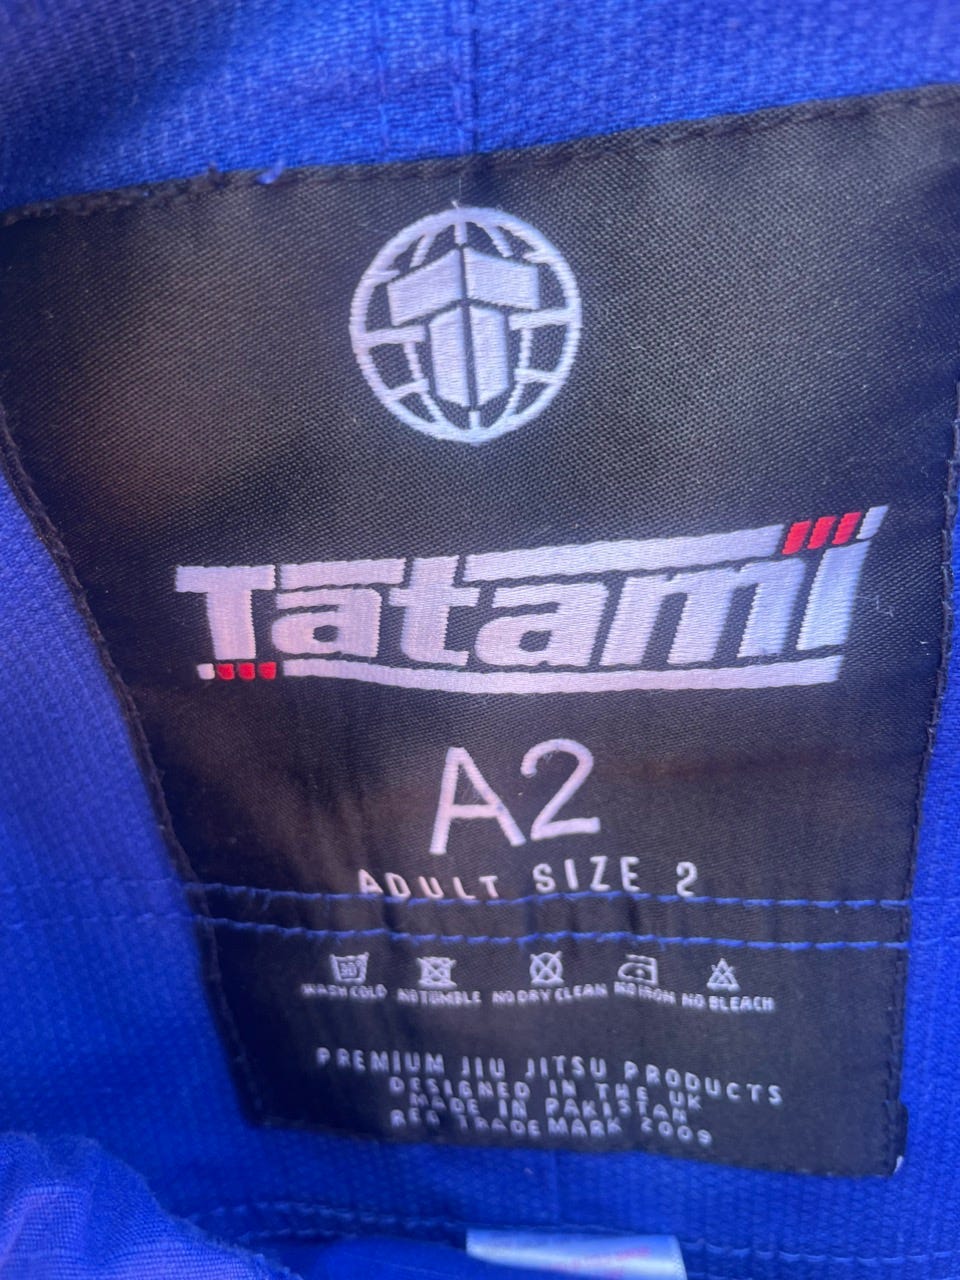 Tatami
A2
ADULT SIZE 2
30°
WASH COLD NO TUMBLE NO DRY CLEAN NO IRON NO BLEACH
PREMIUM JIU JITSU PRODUCTS
DESIGNED IN THE UK
MADE IN PAKISTAN
REG TRADEMARK 2009